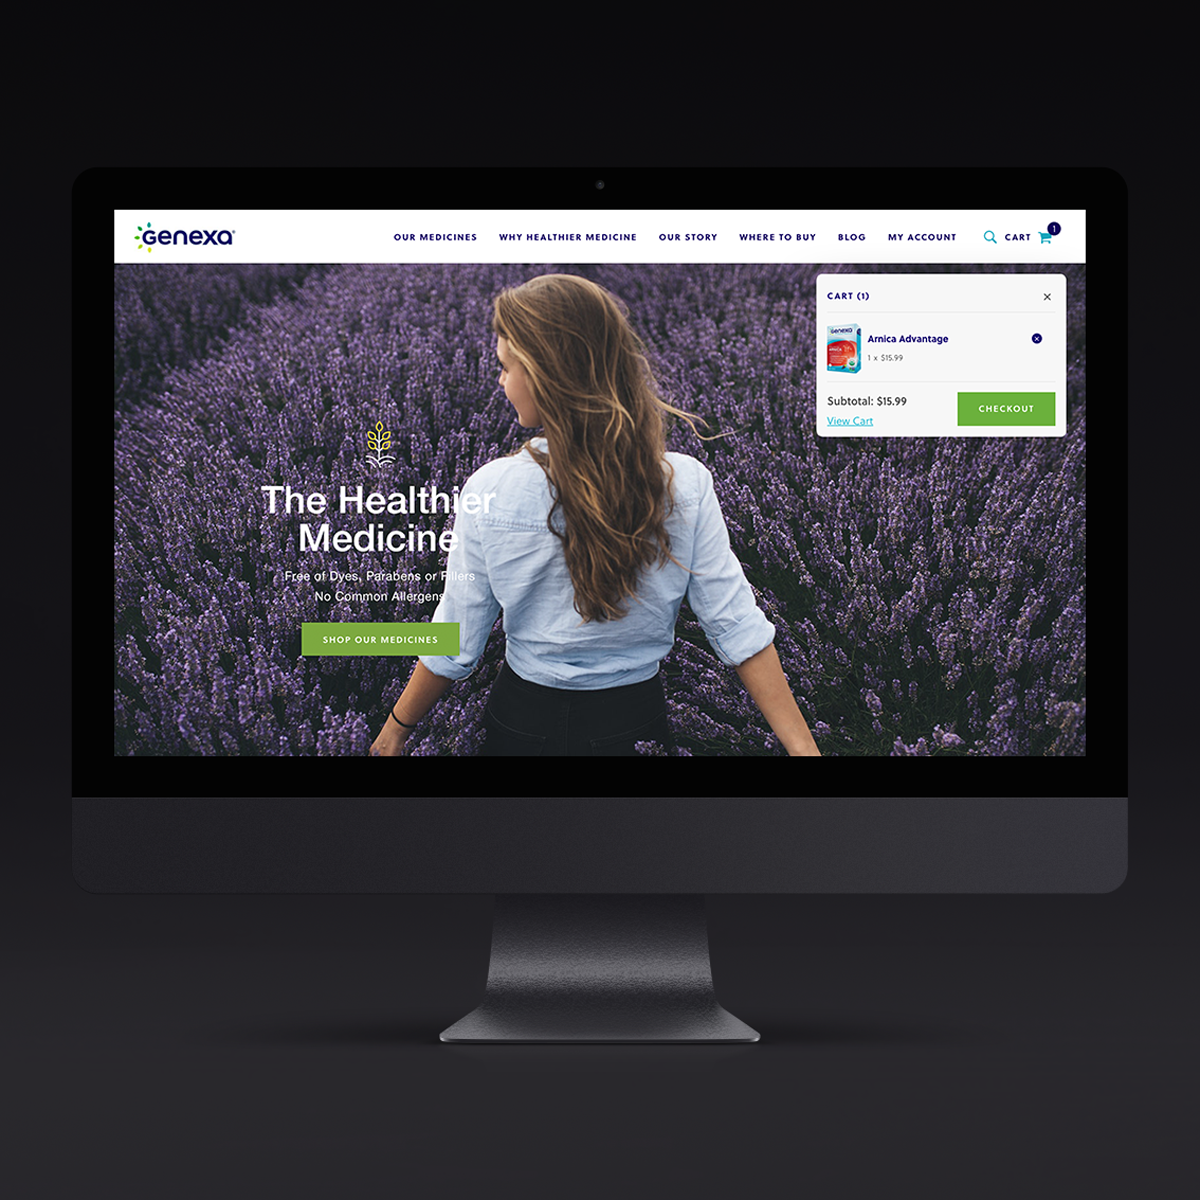 Genexa
OUR MEDICINES WHY HEALTHIER MEDICINE OUR STORY WHERE TO BUY BLOG MY ACCOUNT CART 1
CART (1)
Genexa
ARNICA
Arnica Advantage
1 x $15.99
Subtotal: $15.99
View Cart
CHECKOUT
The Healthier
Medicine
Free of Dyes, Parabens or Fillers
No Common Allergens
SHOP OUR MEDICINES